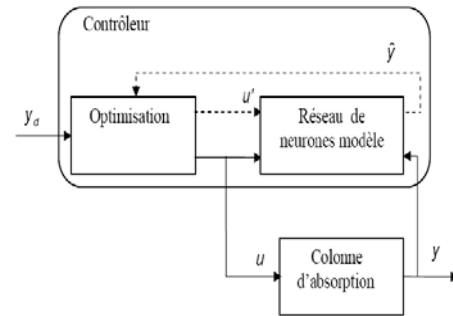 Contrôleur
ŷ
y_d
Optimisation
u'
Réseau de
neurones modèle
u
Colonne
d'absorption
y